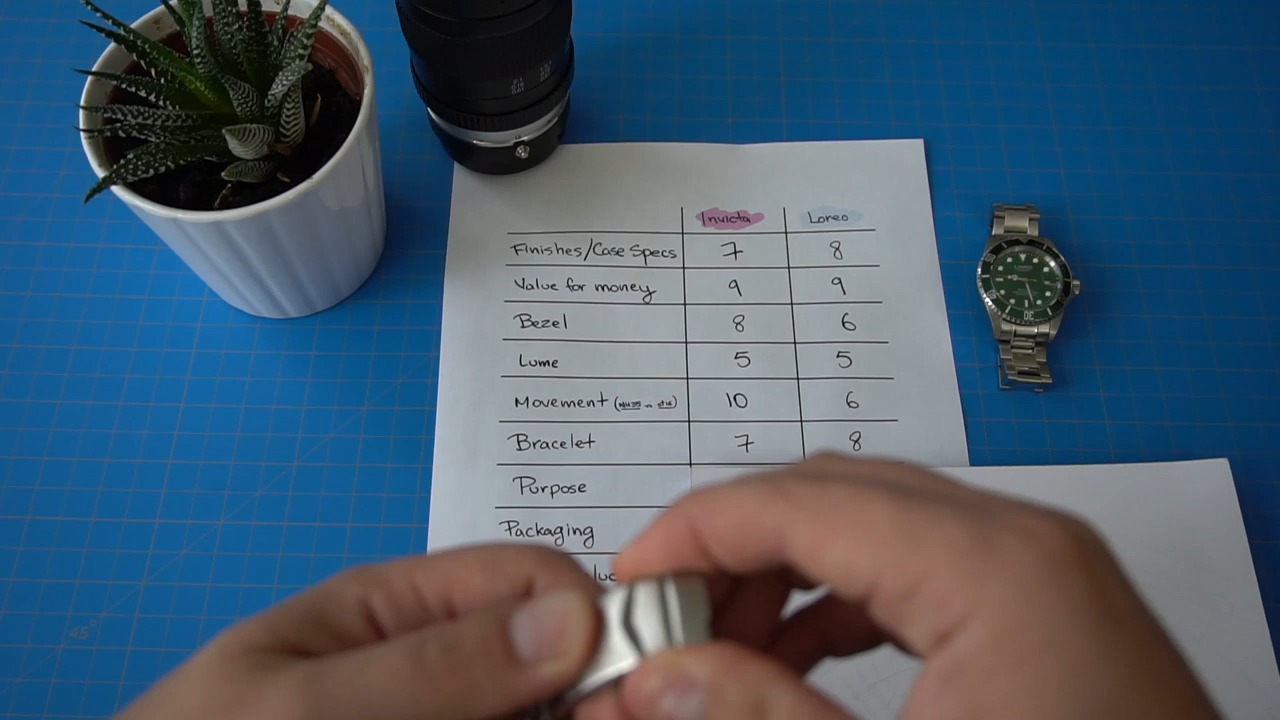 Invicta Loreo
Finishes/Case Specs 7 8
Value for money 9 9
Bezel 8 6
Lume 5 5
Movement 10 6
Bracelet 7 8
Purpose
Packaging
45°